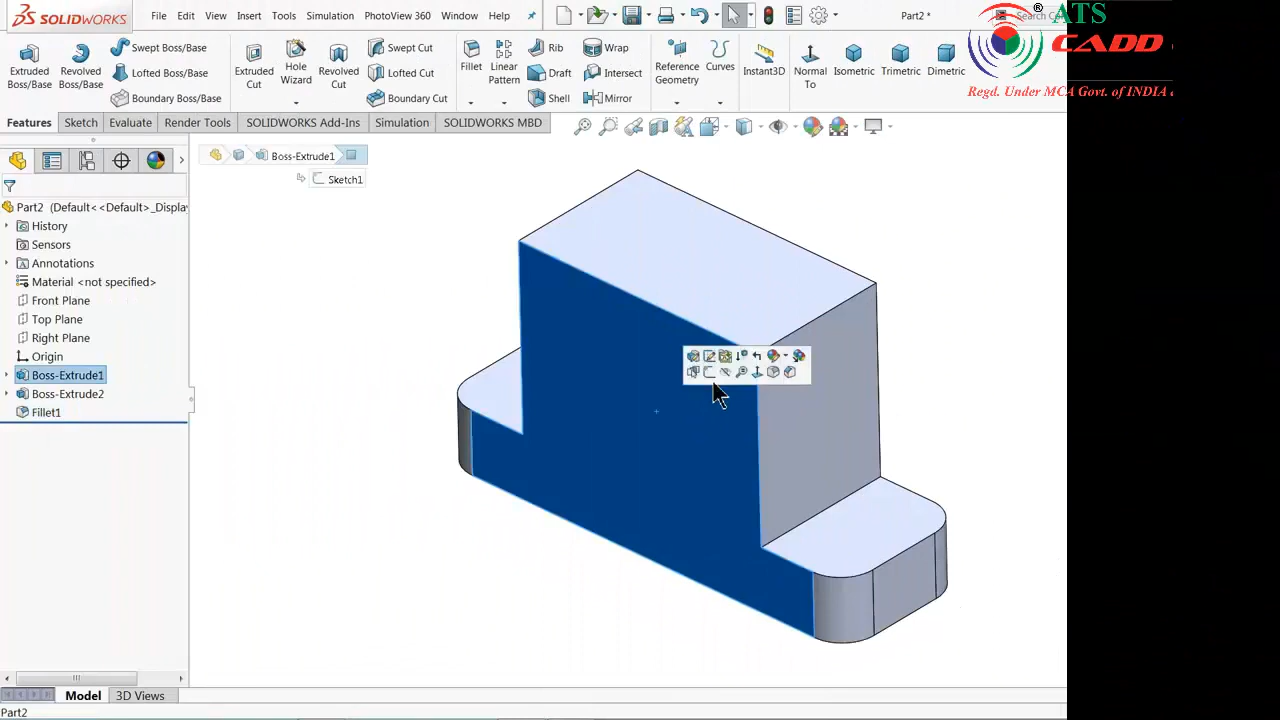 SOLIDWORKS File Edit View Insert Tools Simulation PhotoView 360 Window Help Part2 *
® ATS
CADD
Regd. Under MCA Govt. of INDIA
Extruded Boss/Base
Revolved Boss/Base
Swept Boss/Base
Lofted Boss/Base
Boundary Boss/Base
Extruded Cut
Hole Wizard
Revolved Cut
Swept Cut
Lofted Cut
Boundary Cut
Fillet
Linear Pattern
Rib
Draft
Shell
Wrap
Intersect
Mirror
Reference Geometry
Curves
Instant3D
Normal To
Isometric
Trimetric
Dimetric
Features Sketch Evaluate Render Tools SOLIDWORKS Add-Ins Simulation SOLIDWORKS MBD
Boss-Extrude1
Sketch1
Part2 (Default<<Default>_Display
History
Sensors
Annotations
Material <not specified>
Front Plane
Top Plane
Right Plane
Origin
Boss-Extrude1
Boss-Extrude2
Fillet1
Model 3D Views
Part2